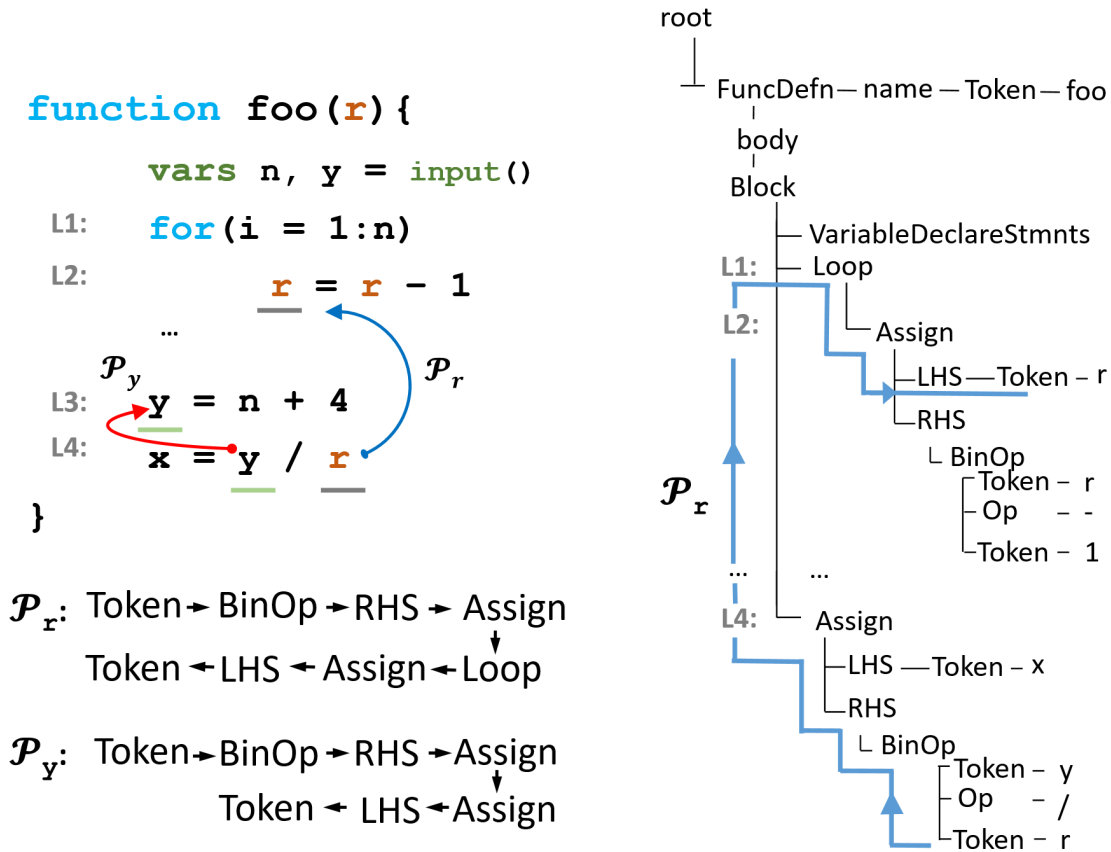 function foo(r){
vars n, y = input()
L1: for(i = 1:n)
L2: r = r - 1
...
𝒫y
𝒫r
L3: y = n + 4
L4: x = y / r
}
𝒫r: Token BinOp RHS Assign
Token LHS Assign Loop
𝒫y: Token BinOp RHS Assign
Token LHS Assign
root
FuncDefn – name – Token – foo
body
Block
VariableDeclareStmnts
L1: Loop
L2:
Assign
LHS — Token – r
RHS
BinOp
Token – r
Op – -
Token – 1
𝒫r
... ...
L4: Assign
LHS — Token – x
RHS
BinOp
Token – y
Op – /
Token – r